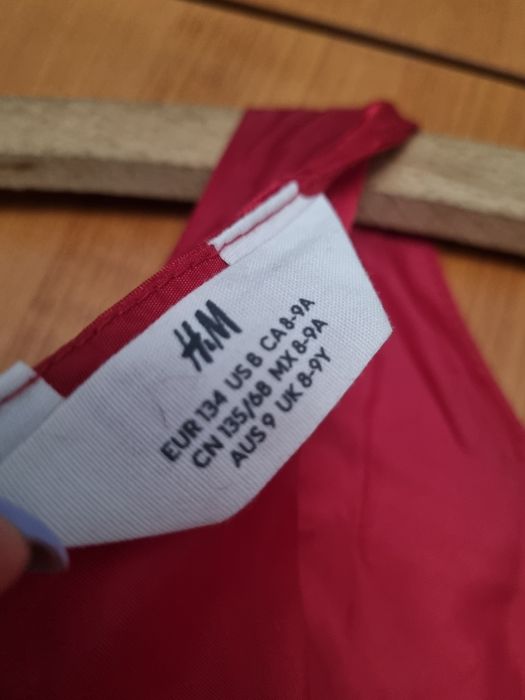 H&M
EUR 134 US 8 CA 8-9A
CN 135/68 MX 8-9A
AUS 9 UK 8-9Y